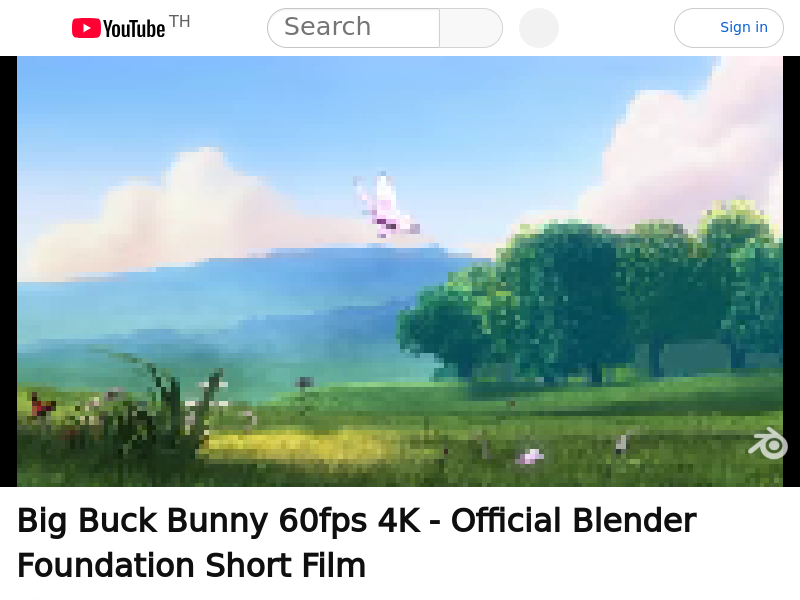 YouTube TH
Search
Sign in
Big Buck Bunny 60fps 4K - Official Blender
Foundation Short Film